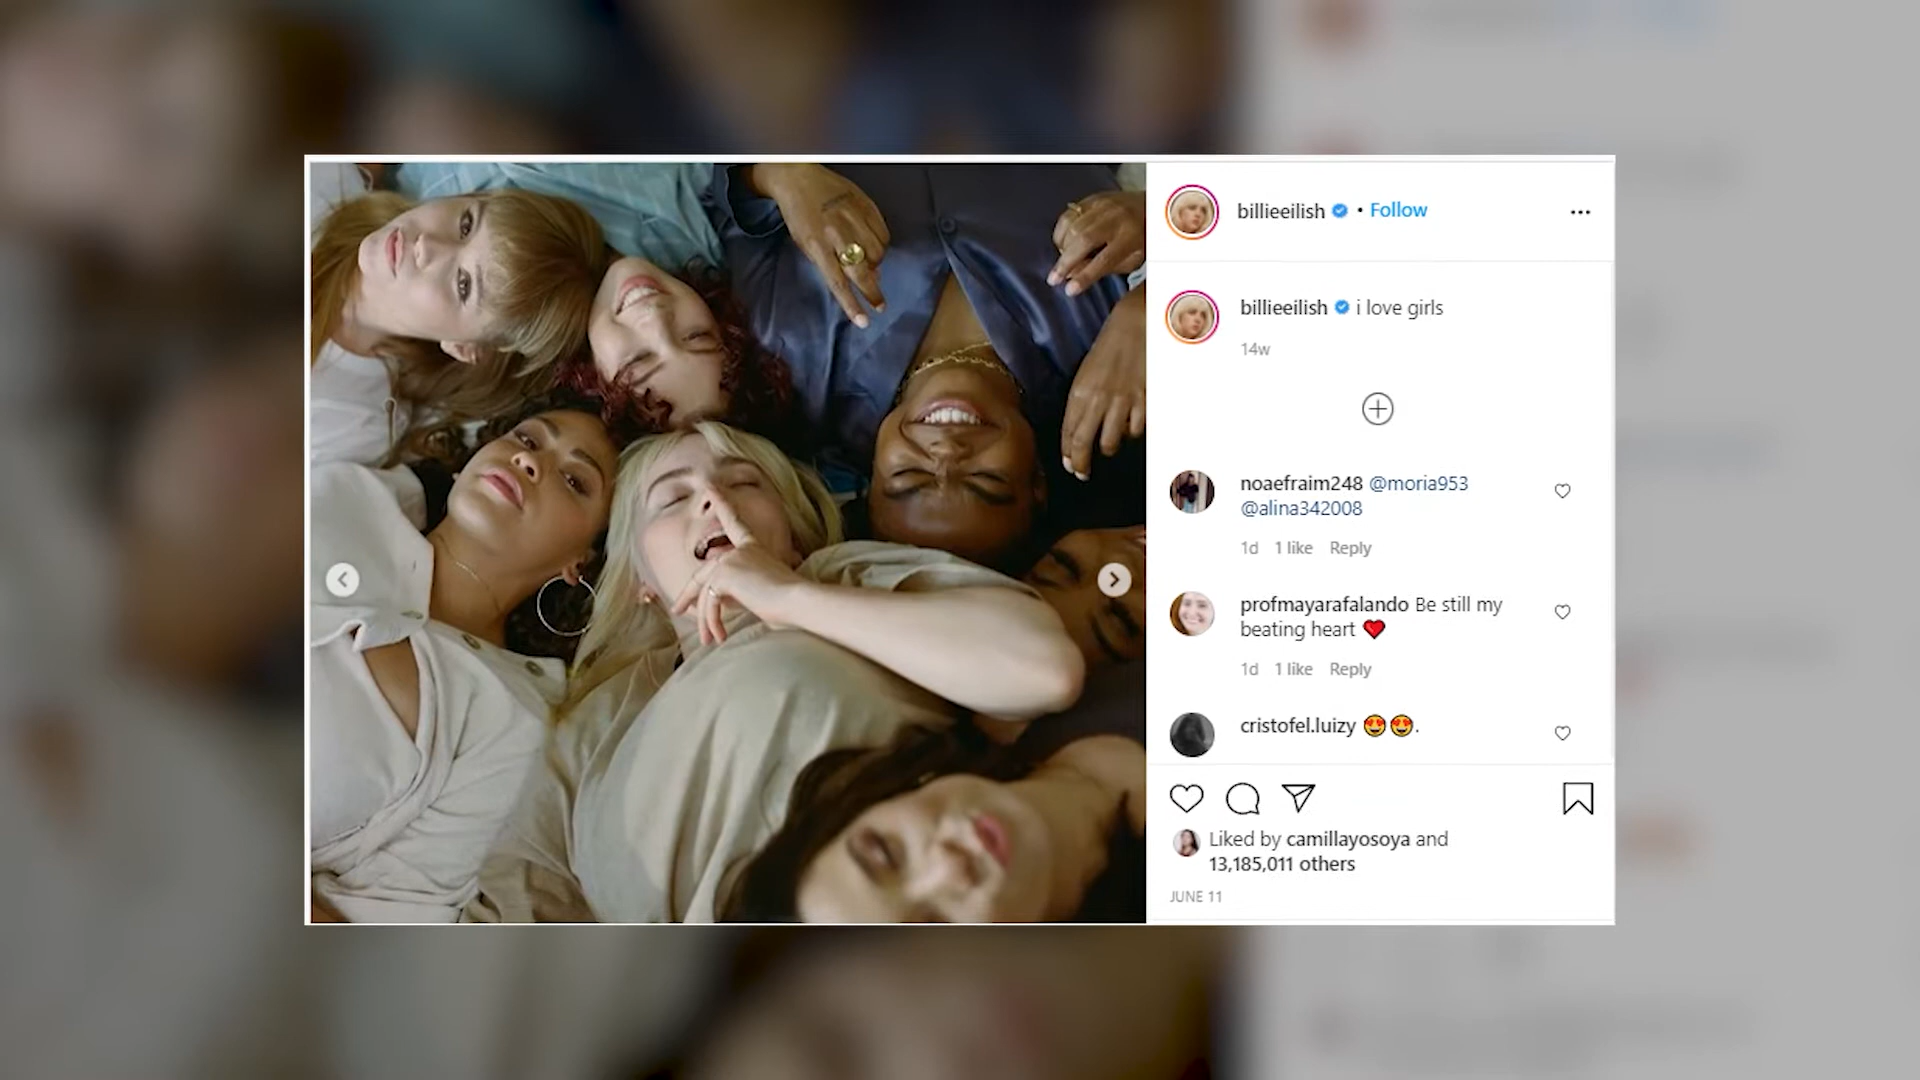 billieeilish • Follow
billieeilish i love girls
14w
noaefraim248 @moria953
@alina342008
1d 1 like Reply
profmayarafalando Be still my
beating heart ❤️
1d 1 like Reply
cristofel.luizy 😍😍.
Liked by camillayosoya and
13,185,011 others
JUNE 11